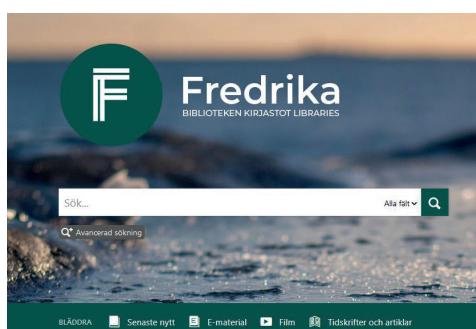 Fredrika
BIBLIOTEKEN KIRJASTOT LIBRARIES
Sök...
Alla fält
Avancerad sökning
BLÄDDRA Senaste nytt E-material Film Tidskrifter och artiklar